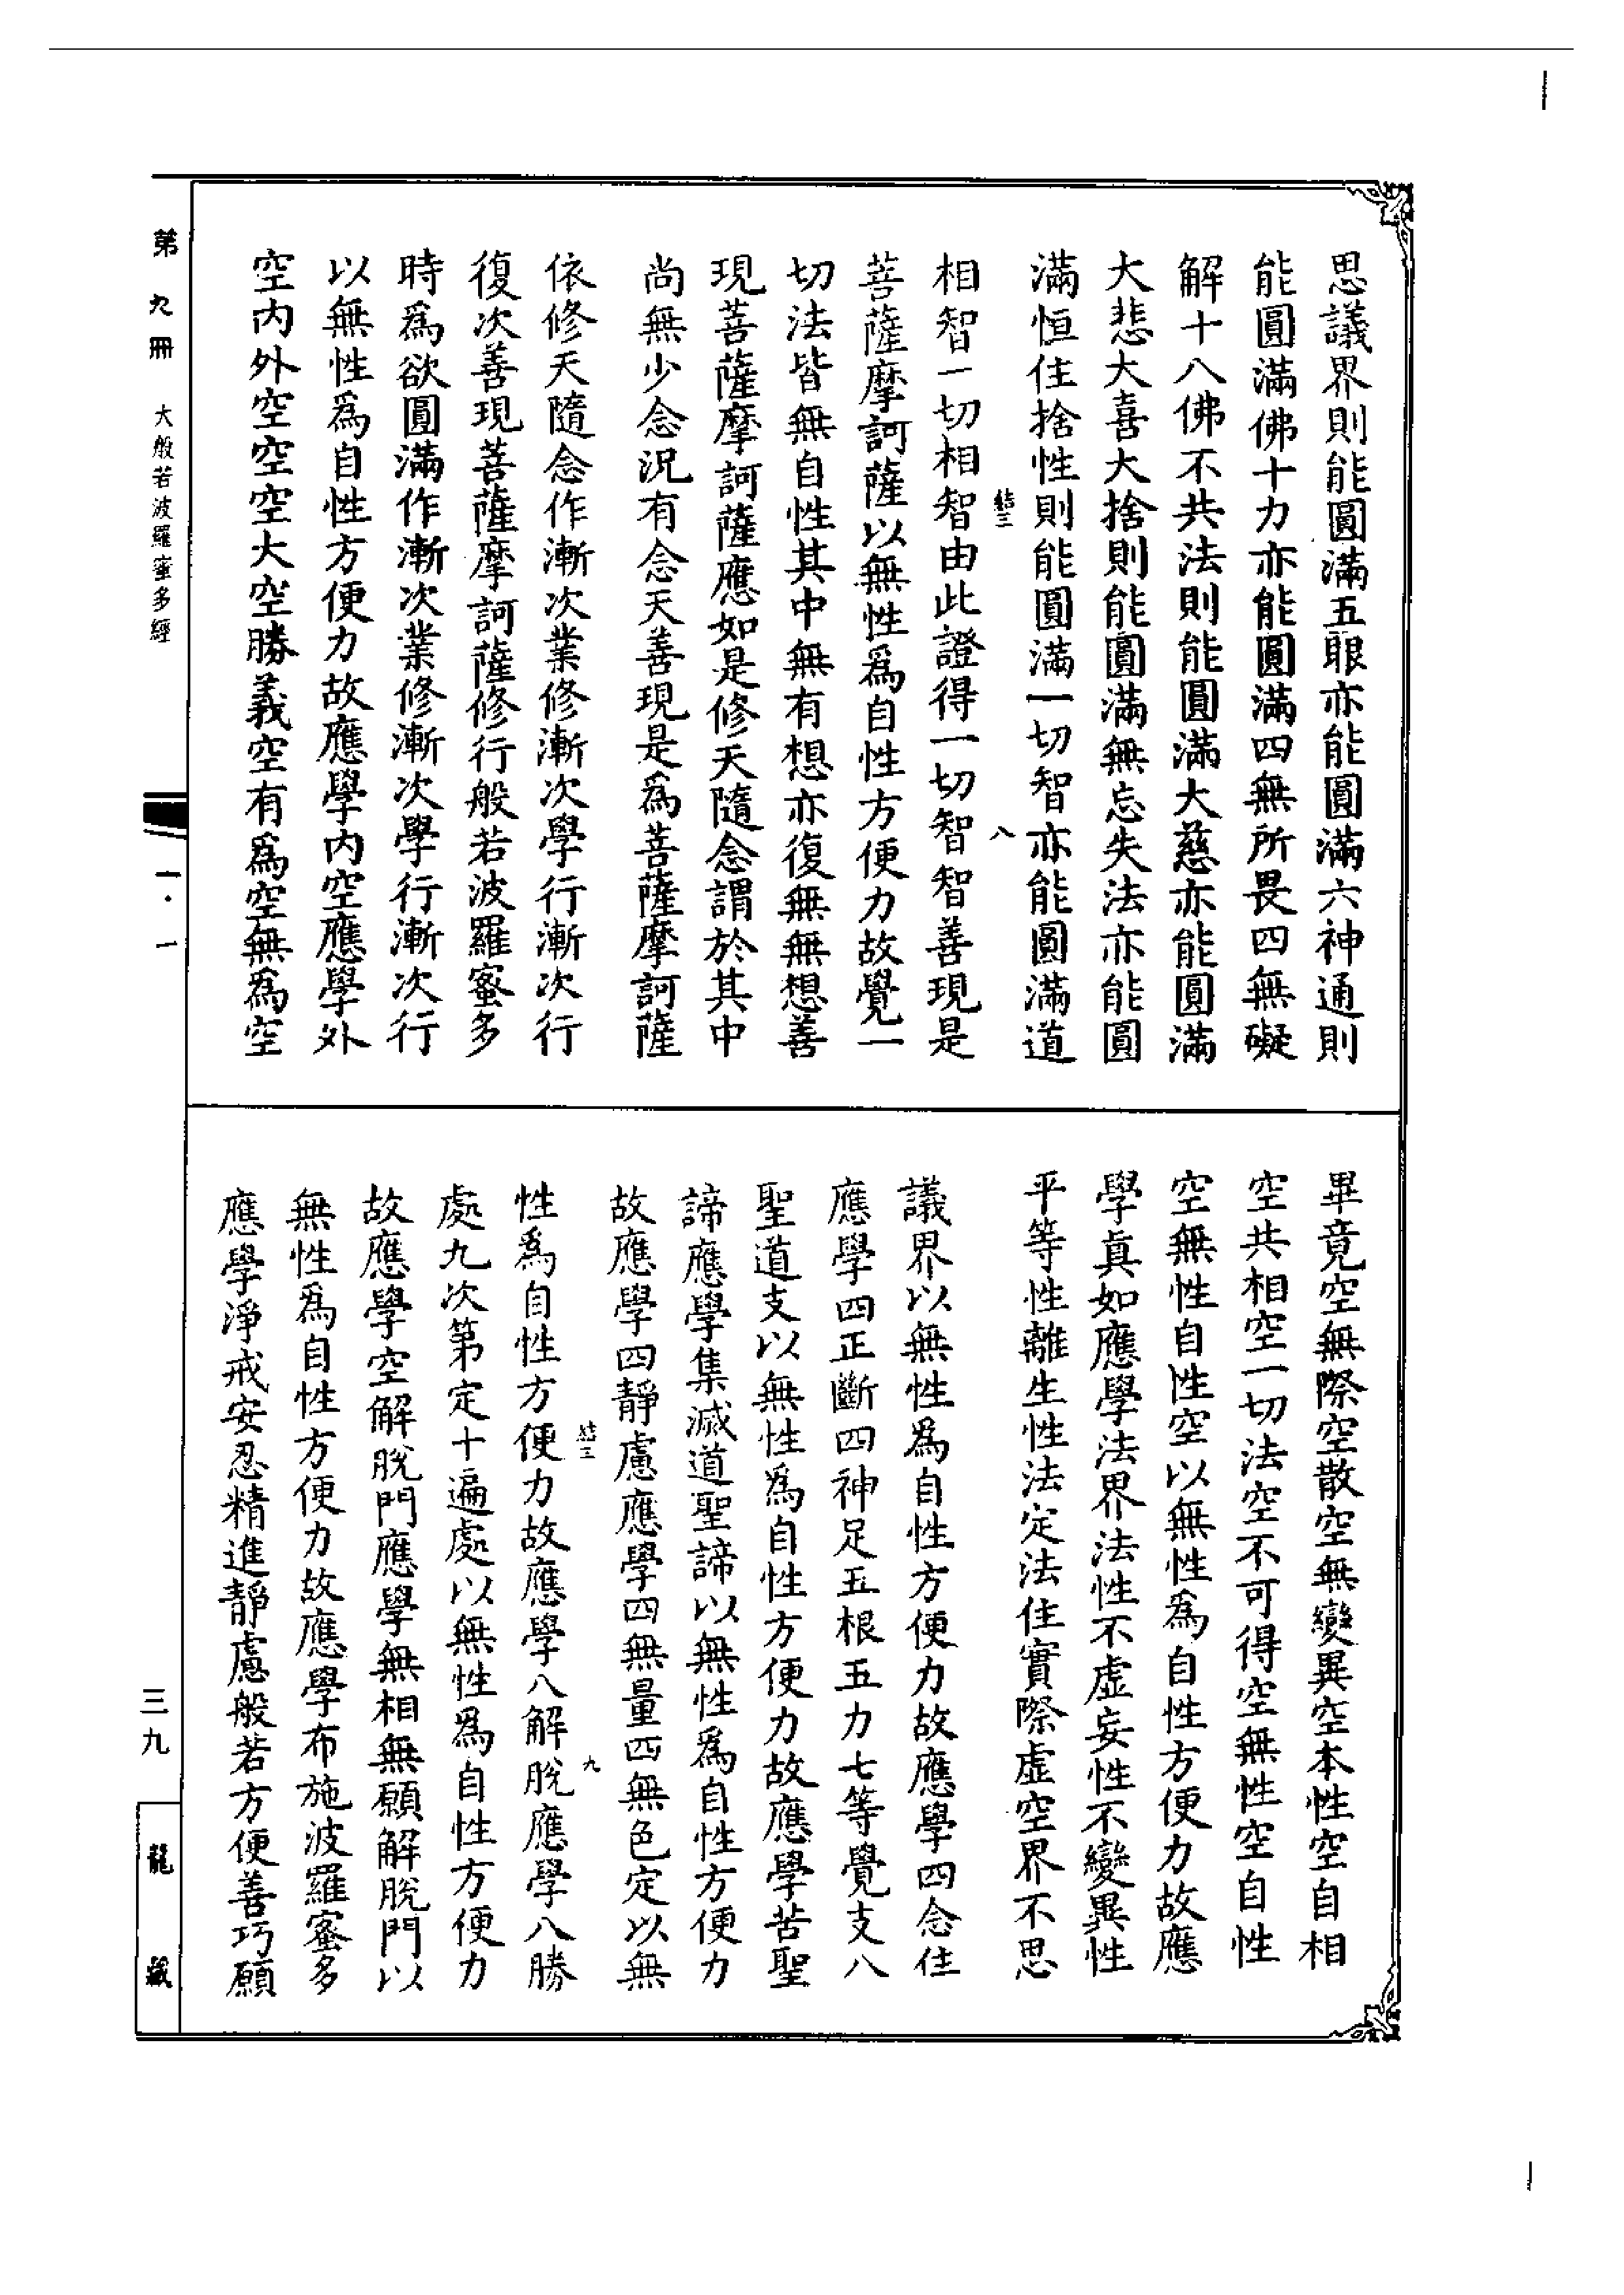 思議界則能圓滿五眼亦能圓滿六神通則
能圓滿佛十力亦能圓滿四無所畏四無礙
解十八佛不共法則能圓滿大慈亦能圓滿
大悲大喜大捨則能圓滿無忘失法亦能圓
滿恒住捨性則能圓滿一切智亦能圓滿道
結三 八
相智一切相智由此證得一切智智善現是
菩薩摩訶薩以無性爲自性方便力故覺一
切法皆無自性其中無有想亦復無無想善
現菩薩摩訶薩應如是修天隨念謂於其中
尚無少念況有念天善現是爲菩薩摩訶薩
依修天隨念作漸次業修漸次學行漸次行
復次善現菩薩摩訶薩修行般若波羅蜜多
時爲欲圓滿作漸次業修漸次學行漸次行
以無性爲自性方便力故應學內空應學外
空內外空空空大空勝義空有爲空無爲空
畢竟空無際空散空無變異空本性空自相
空共相空一切法空不可得空無性空自性
空無性自性空以無性爲自性方便力故應
學真如應學法界法性不虛妄性不變異性
平等性離生性法定法住實際虛空界不思
議界以無性爲自性方便力故應學四念住
應學四正斷四神足五根五力七等覺支八
聖道支以無性爲自性方便力故應學苦聖
諦應學集滅道聖諦以無性爲自性方便力
故應學四靜慮應學四無量四無色定以無
結三 九
性爲自性方便力故應學八解脫應學八勝
處九次第定十遍處以無性爲自性方便力
故應學空解脫門應學無相無願解脫門以
無性爲自性方便力故應學布施波羅蜜多
應學淨戒安忍精進靜慮般若方便善巧願
第九冊 大般若波羅蜜多經
一·一
三九
龍藏